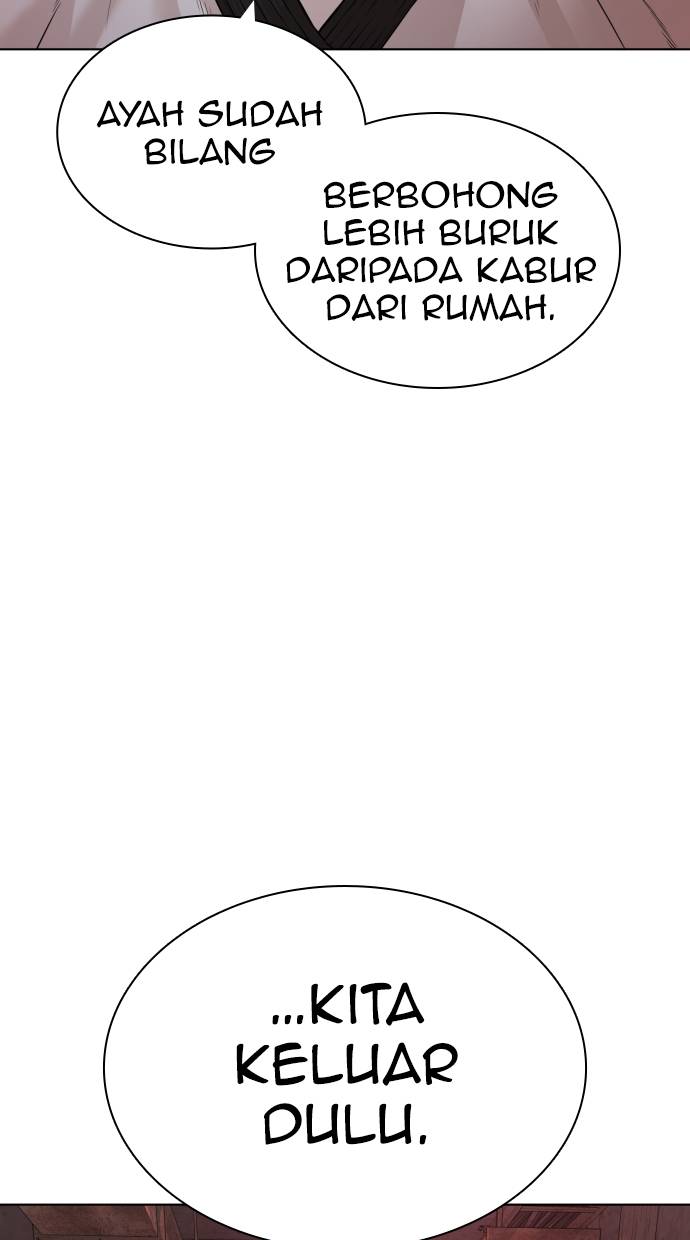 AYAH SUDAH
BILANG
BERBOHONG
LEBIH BURUK
DARIPADA KABUR
DARI RUMAH.
...KITA
KELUAR
DULU.